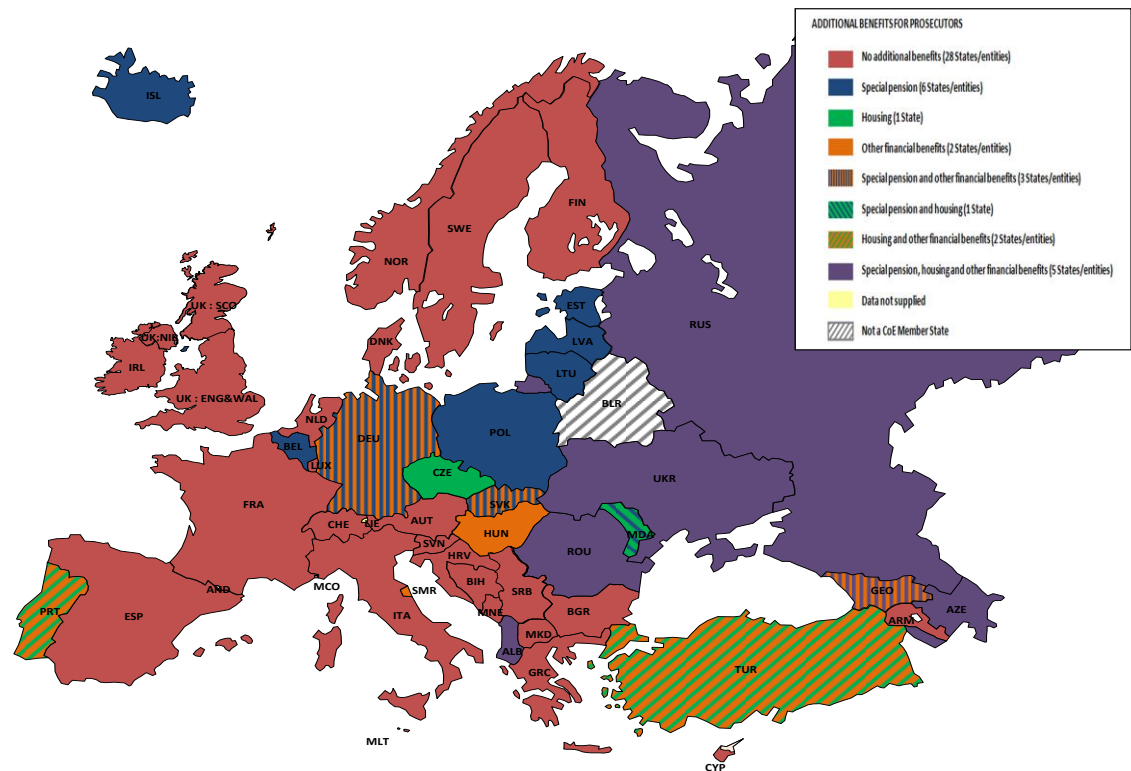 ADDITIONAL BENEFITS FOR PROSECUTORS
No additional benefits (28 States/entities)
Special pension (6 States/entities)
Housing (1 State)
Other financial benefits (2 States/entities)
Special pension and other financial benefits (3 States/entities)
Special pension and housing (1 State)
Housing and other financial benefits (2 States/entities)
Special pension, housing and other financial benefits (5 States/entities)
Data not supplied
Not a CoE Member State
ISL
FIN
SWE
NOR
UK : SCO
EST
RUS
UK:NIR
DNK
LVA
IRL
LTU
UK : ENG&WAL
BLR
NLD
DEU
POL
BEL
LUX
CZE
UKR
FRA
SVK
CHE
LIE
AUT
HUN
MDA
SVN
ROU
HRV
AND
MCO
SMR
BIH
SRB
GEO
PRT
ESP
ITA
MNE
BGR
AZE
ARM
MKD
ALB
GRC
TUR
MLT
CYP